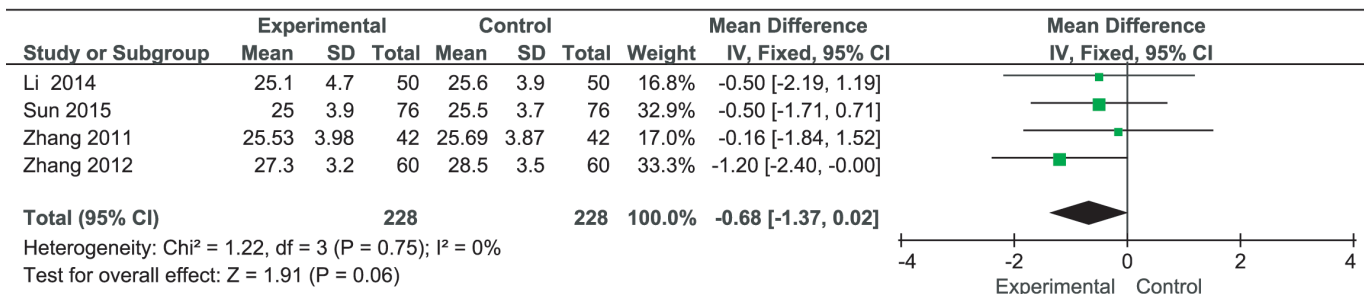 Experimental Control Mean Difference Mean Difference
Study or Subgroup Mean SD Total Mean SD Total Weight IV, Fixed, 95% CI IV, Fixed, 95% CI
Li 2014 25.1 4.7 50 25.6 3.9 50 16.8% -0.50 [-2.19, 1.19]
Sun 2015 25 3.9 76 25.5 3.7 76 32.9% -0.50 [-1.71, 0.71]
Zhang 2011 25.53 3.98 42 25.69 3.87 42 17.0% -0.16 [-1.84, 1.52]
Zhang 2012 27.3 3.2 60 28.5 3.5 60 33.3% -1.20 [-2.40, -0.00]
Total (95% CI) 228 228 100.0% -0.68 [-1.37, 0.02]
Heterogeneity: Chi² = 1.22, df = 3 (P = 0.75); I² = 0%
Test for overall effect: Z = 1.91 (P = 0.06)
-4 -2 0 2 4
Experimental Control